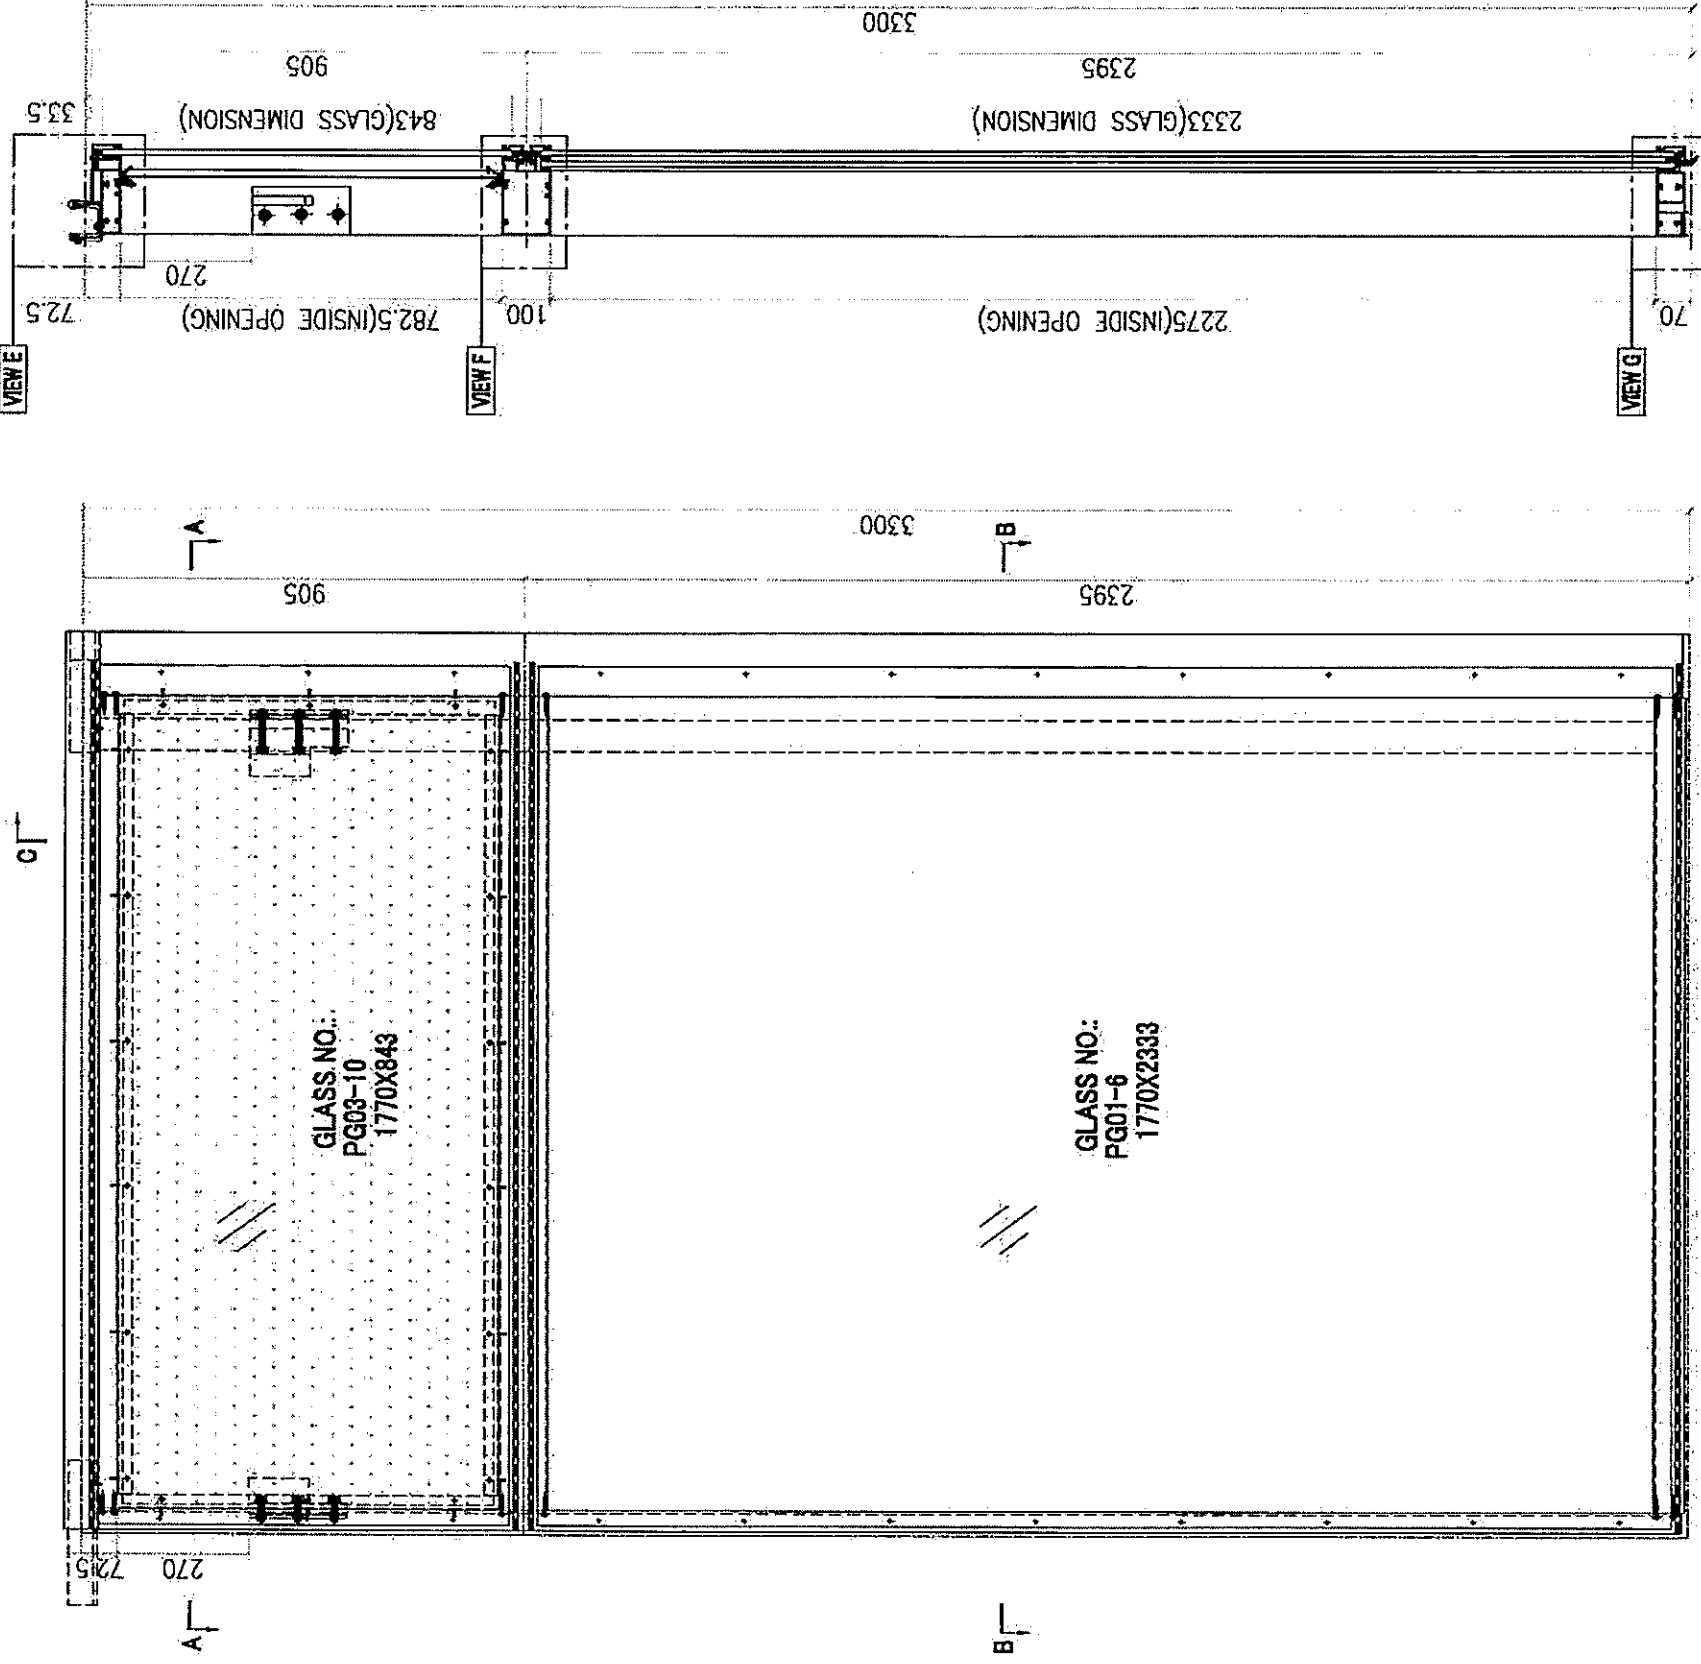 3300
905
2395
33.5
843(GLASS DIMENSION)
2333(GLASS DIMENSION)
270
72.5
782.5(INSIDE OPENING)
100
2275(INSIDE OPENING)
70
VIEW E
VIEW F
VIEW G
3300
A
B
905
2395
C
GLASS NO.:
PG03-10
1770X843
GLASS NO.:
PG01-6
1770X2333
72.5
270
A
B